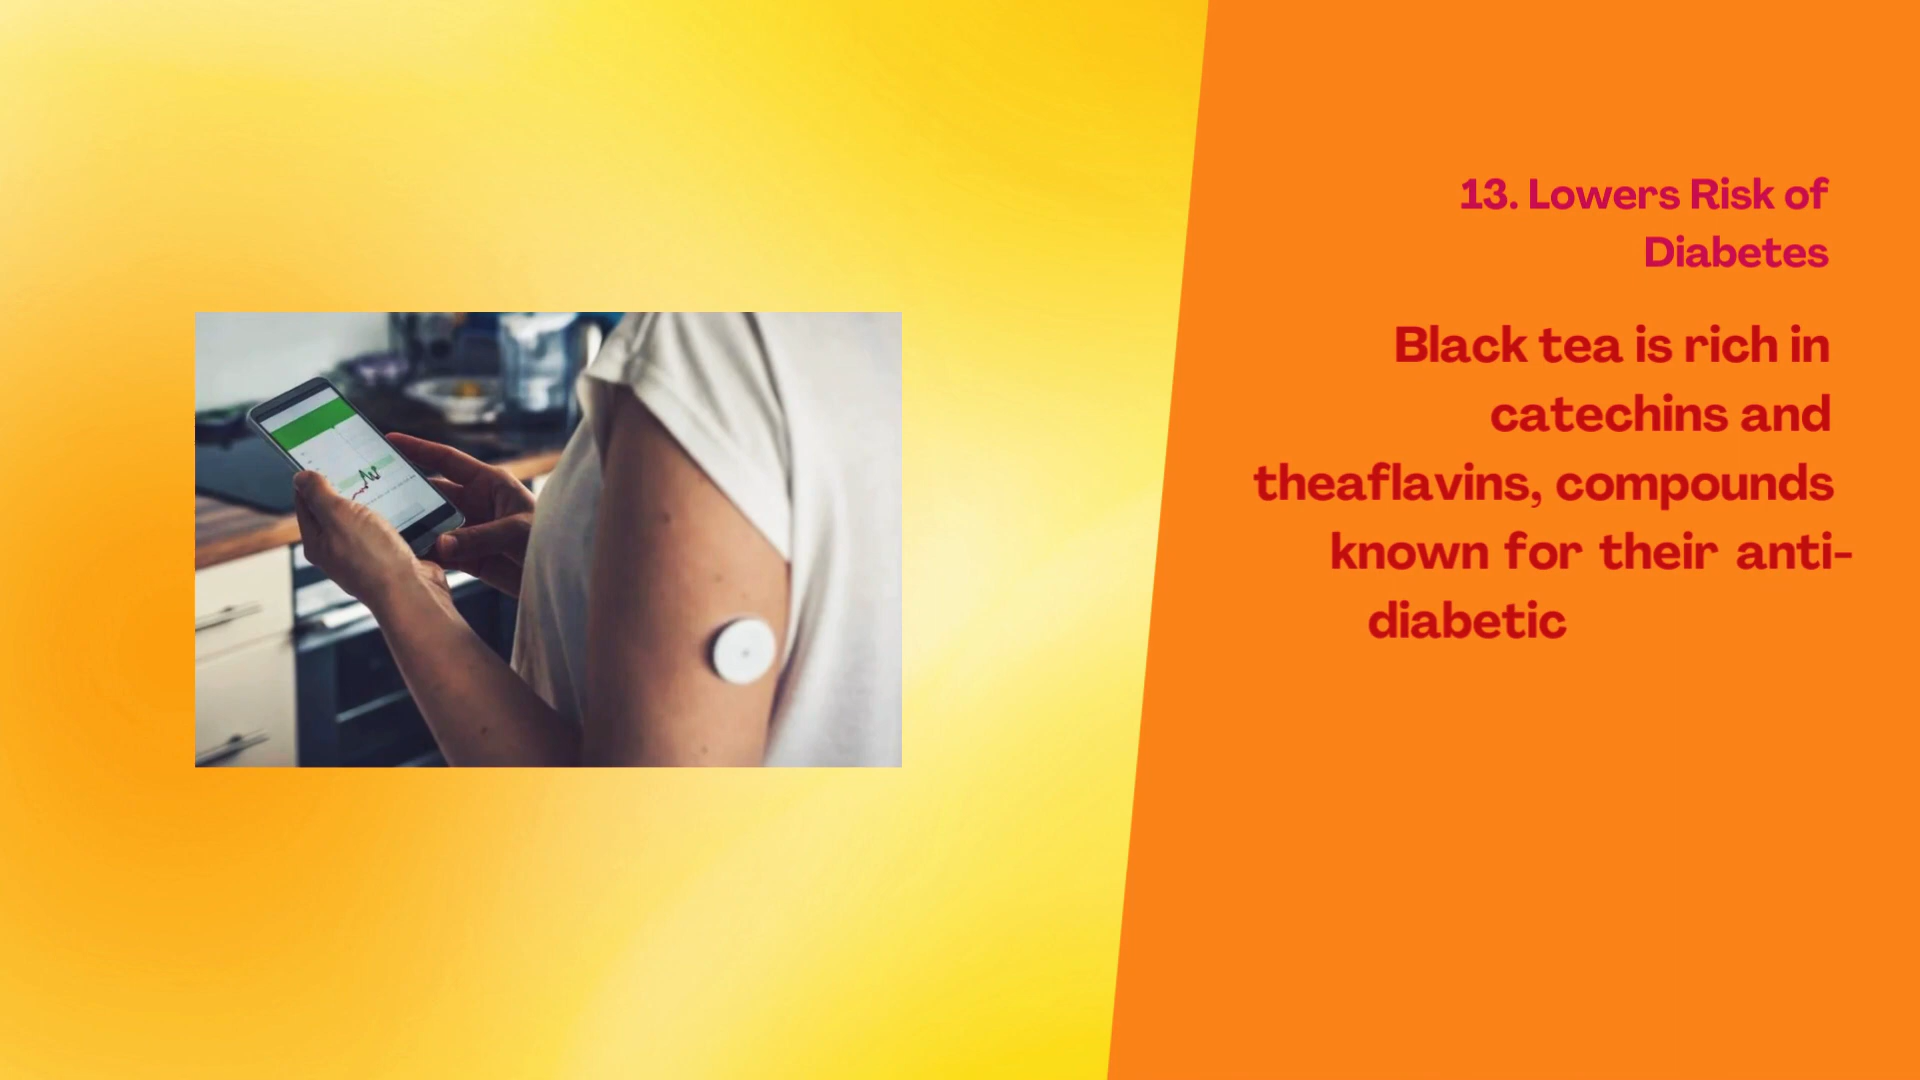 13. Lowers Risk of
Diabetes
Black tea is rich in
catechins and
theaflavins, compounds
known for their anti-
diabetic